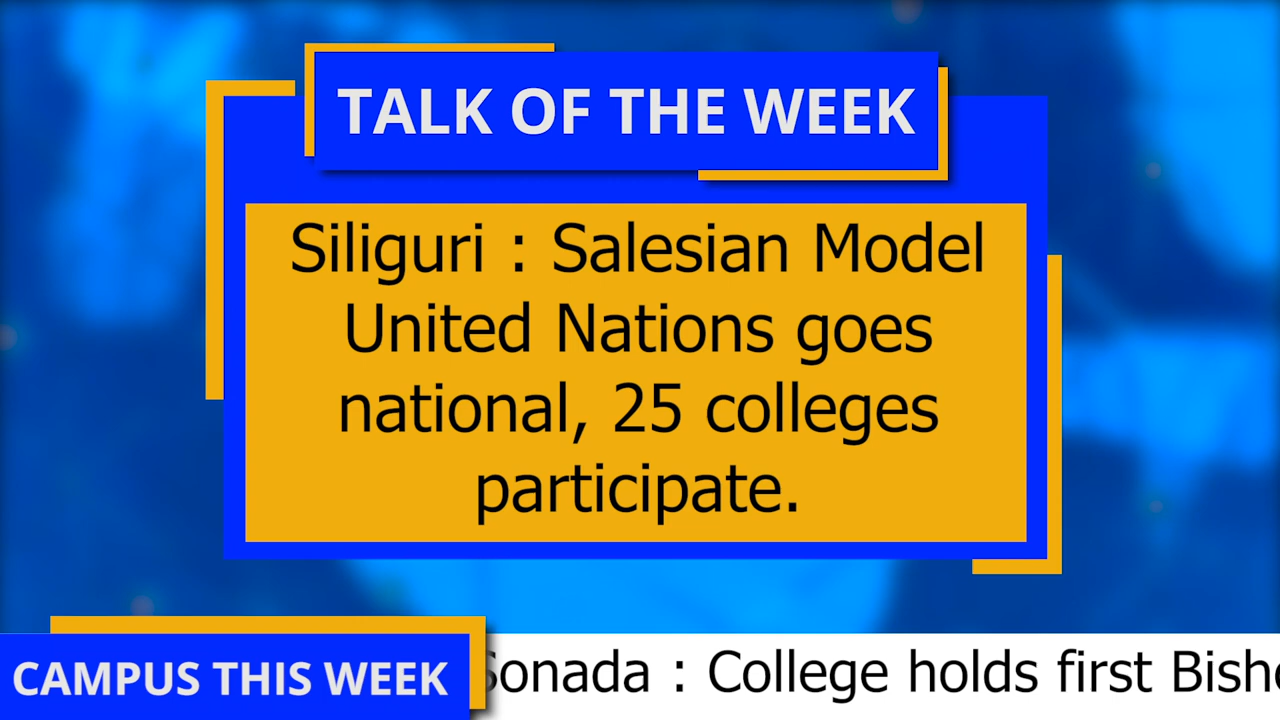 TALK OF THE WEEK
Siliguri : Salesian Model
United Nations goes
national, 25 colleges
participate.
CAMPUS THIS WEEK
Sonada : College holds first